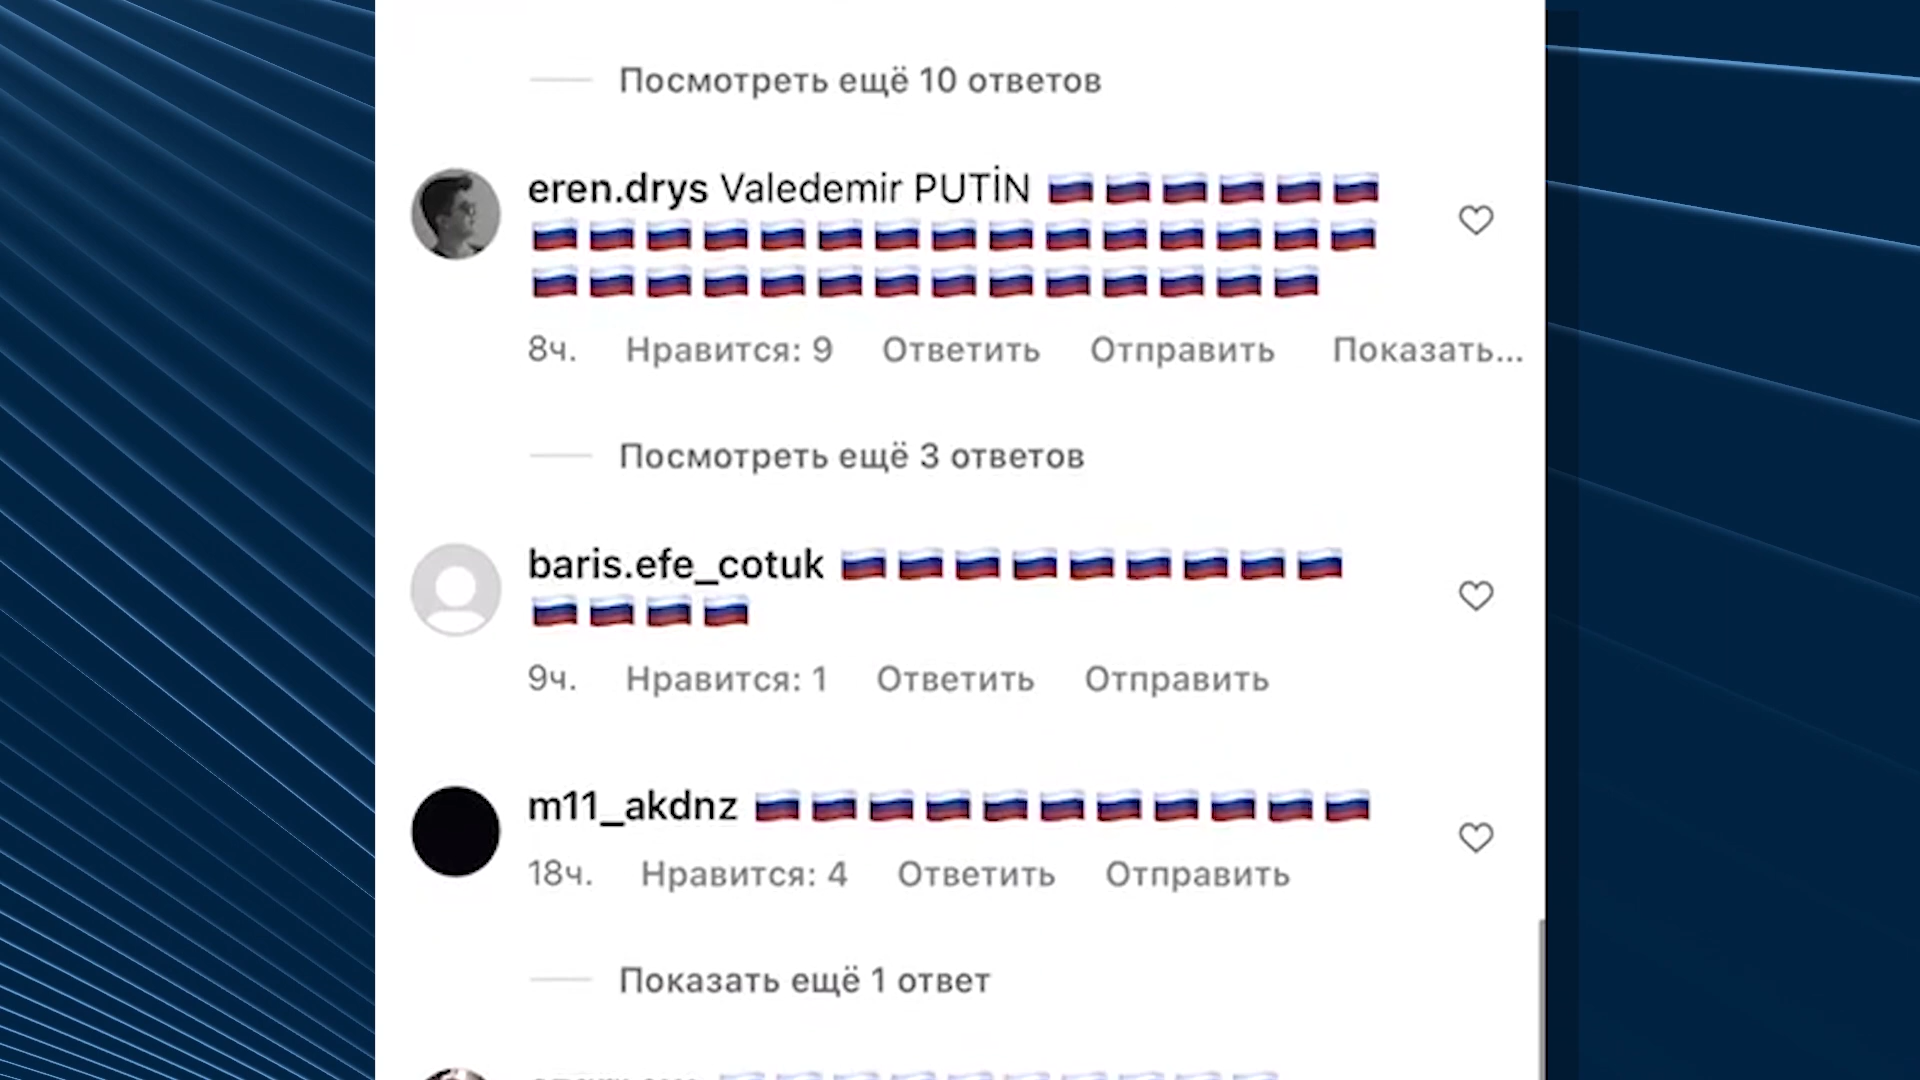 Посмотреть ещё 10 ответов
eren.drys Valedemir PUTİN 🇷🇺🇷🇺🇷🇺🇷🇺🇷🇺🇷🇺
🇷🇺🇷🇺🇷🇺🇷🇺🇷🇺🇷🇺🇷🇺🇷🇺🇷🇺🇷🇺🇷🇺🇷🇺🇷🇺🇷🇺🇷🇺
🇷🇺🇷🇺🇷🇺🇷🇺🇷🇺🇷🇺🇷🇺🇷🇺🇷🇺🇷🇺🇷🇺🇷🇺🇷🇺🇷🇺
8ч. Нравится: 9 Ответить Отправить Показать...
Посмотреть ещё 3 ответов
baris.efe_cotuk 🇷🇺🇷🇺🇷🇺🇷🇺🇷🇺🇷🇺🇷🇺🇷🇺🇷🇺
🇷🇺🇷🇺🇷🇺🇷🇺
9ч. Нравится: 1 Ответить Отправить
m11_akdnz 🇷🇺🇷🇺🇷🇺🇷🇺🇷🇺🇷🇺🇷🇺🇷🇺🇷🇺🇷🇺🇷🇺
18ч. Нравится: 4 Ответить Отправить
Показать ещё 1 ответ